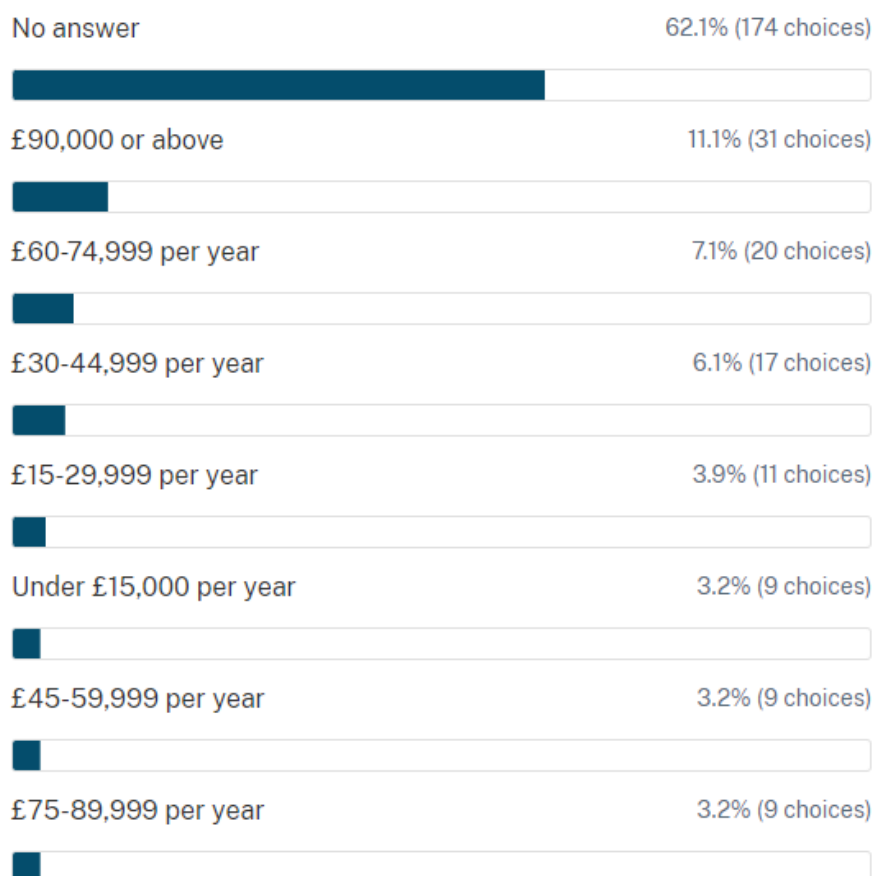 No answer 62.1% (174 choices)
£90,000 or above 11.1% (31 choices)
£60-74,999 per year 7.1% (20 choices)
£30-44,999 per year 6.1% (17 choices)
£15-29,999 per year 3.9% (11 choices)
Under £15,000 per year 3.2% (9 choices)
£45-59,999 per year 3.2% (9 choices)
£75-89,999 per year 3.2% (9 choices)